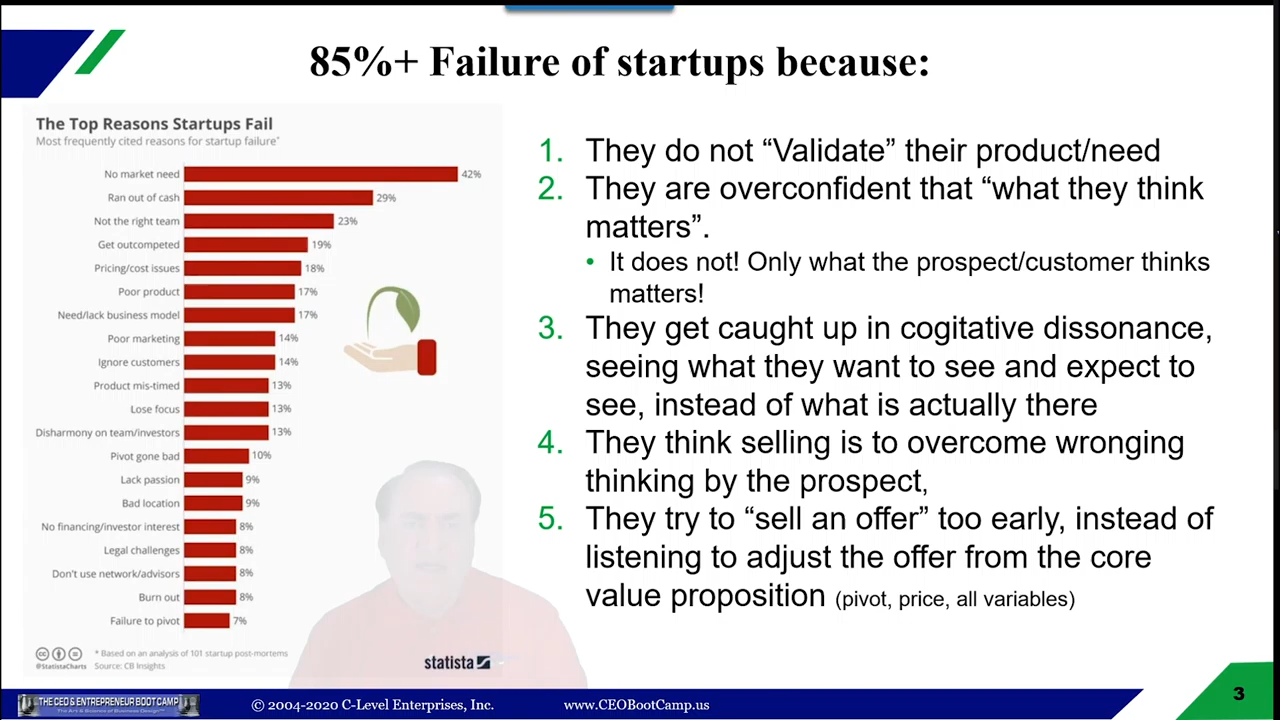 85%+ Failure of startups because:
The Top Reasons Startups Fail
Most frequently cited reasons for startup failure*
No market need 42%
Ran out of cash 29%
Not the right team 23%
Get outcompeted 19%
Pricing/cost issues 18%
Poor product 17%
Need/lack business model 17%
Poor marketing 14%
Ignore customers 14%
Product mis-timed 13%
Lose focus 13%
Disharmony on team/investors 13%
Pivot gone bad 10%
Lack passion 9%
Bad location 9%
No financing/investor interest 8%
Legal challenges 8%
Don't use network/advisors 8%
Burn out 8%
Failure to pivot 7%
* Based on an analysis of 101 startup post-mortems
@StatistaCharts Source: CB Insights
statista
1. They do not “Validate” their product/need
2. They are overconfident that “what they think
matters”.
• It does not! Only what the prospect/customer thinks
matters!
3. They get caught up in cogitative dissonance,
seeing what they want to see and expect to
see, instead of what is actually there
4. They think selling is to overcome wronging
thinking by the prospect,
5. They try to “sell an offer” too early, instead of
listening to adjust the offer from the core
value proposition (pivot, price, all variables)
THE CEO & ENTREPRENEUR BOOT CAMP
The Art & Science of Business Design™
© 2004-2020 C-Level Enterprises, Inc. www.CEOBootCamp.us
3